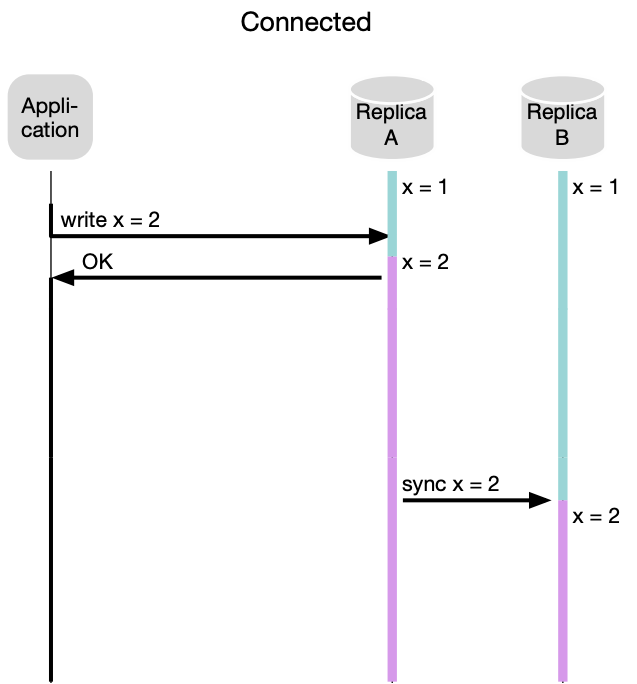 Connected
Appli-
cation
Replica
A
Replica
B
x = 1
x = 1
write x = 2
OK
x = 2
sync x = 2
x = 2